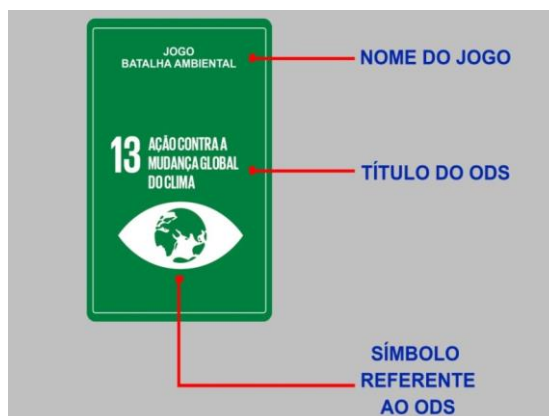 JOGO
BATALHA AMBIENTAL
NOME DO JOGO
13 AÇÃO CONTRA A
MUDANÇA GLOBAL
DO CLIMA
TÍTULO DO ODS
SÍMBOLO
REFERENTE
AO ODS